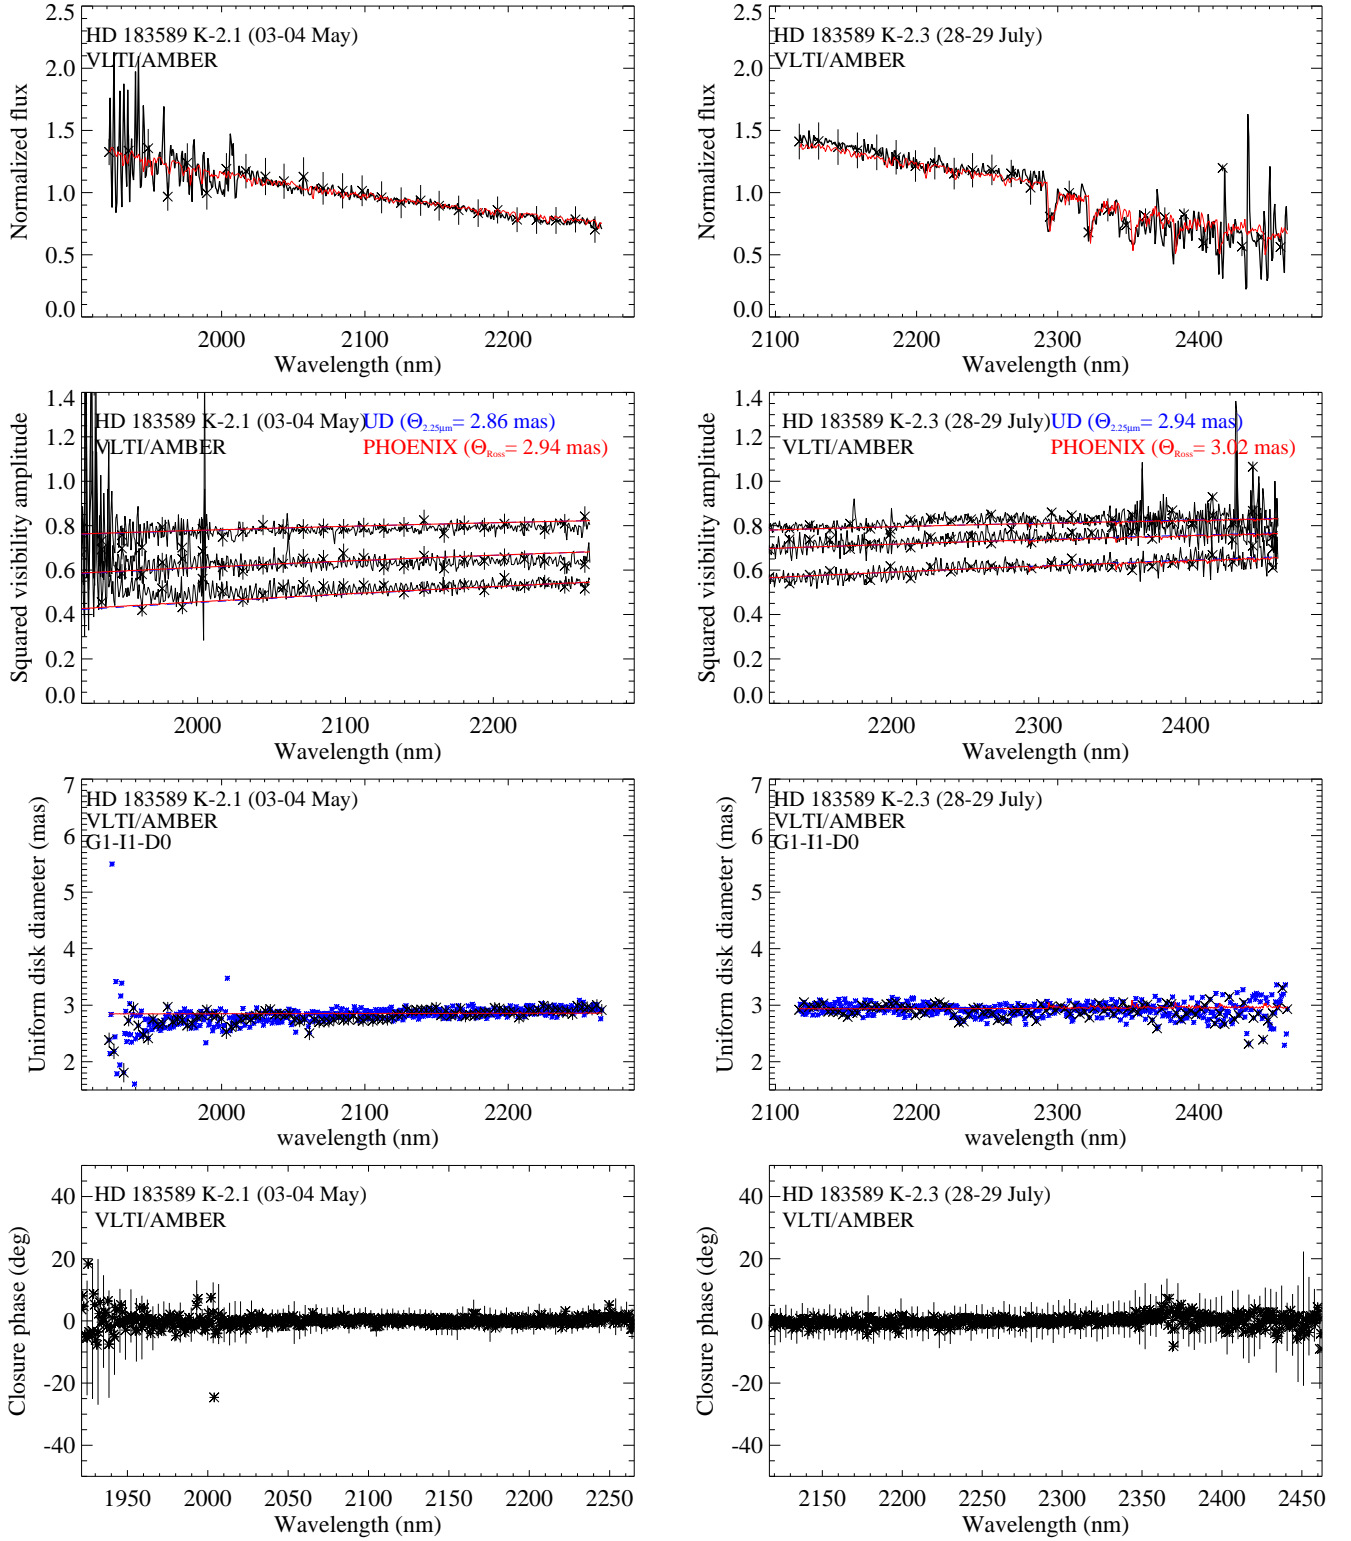 HD 183589 K-2.1 (03-04 May)
VLTI/AMBER
Normalized flux
2.5
2.0
1.5
1.0
0.5
0.0
2000 2100 2200
Wavelength (nm)
HD 183589 K-2.3 (28-29 July)
VLTI/AMBER
Normalized flux
2.5
2.0
1.5
1.0
0.5
0.0
2100 2200 2300 2400
Wavelength (nm)
HD 183589 K-2.1 (03-04 May)
UD (Θ2.25μm= 2.86 mas)
VLTI/AMBER
PHOENIX (ΘRoss= 2.94 mas)
Squared visibility amplitude
1.4
1.2
1.0
0.8
0.6
0.4
0.2
0.0
2000 2100 2200
Wavelength (nm)
HD 183589 K-2.3 (28-29 July)
UD (Θ2.25μm= 2.94 mas)
VLTI/AMBER
PHOENIX (ΘRoss= 3.02 mas)
Squared visibility amplitude
1.4
1.2
1.0
0.8
0.6
0.4
0.2
0.0
2200 2300 2400
Wavelength (nm)
HD 183589 K-2.1 (03-04 May)
VLTI/AMBER
G1-I1-D0
Uniform disk diameter (mas)
7
6
5
4
3
2
2000 2100 2200
wavelength (nm)
HD 183589 K-2.3 (28-29 July)
VLTI/AMBER
G1-I1-D0
Uniform disk diameter (mas)
7
6
5
4
3
2
2100 2200 2300 2400
wavelength (nm)
HD 183589 K-2.1 (03-04 May)
VLTI/AMBER
Closure phase (deg)
40
20
0
-20
-40
1950 2000 2050 2100 2150 2200 2250
Wavelength (nm)
HD 183589 K-2.3 (28-29 July)
VLTI/AMBER
Closure phase (deg)
40
20
0
-20
-40
2150 2200 2250 2300 2350 2400 2450
Wavelength (nm)